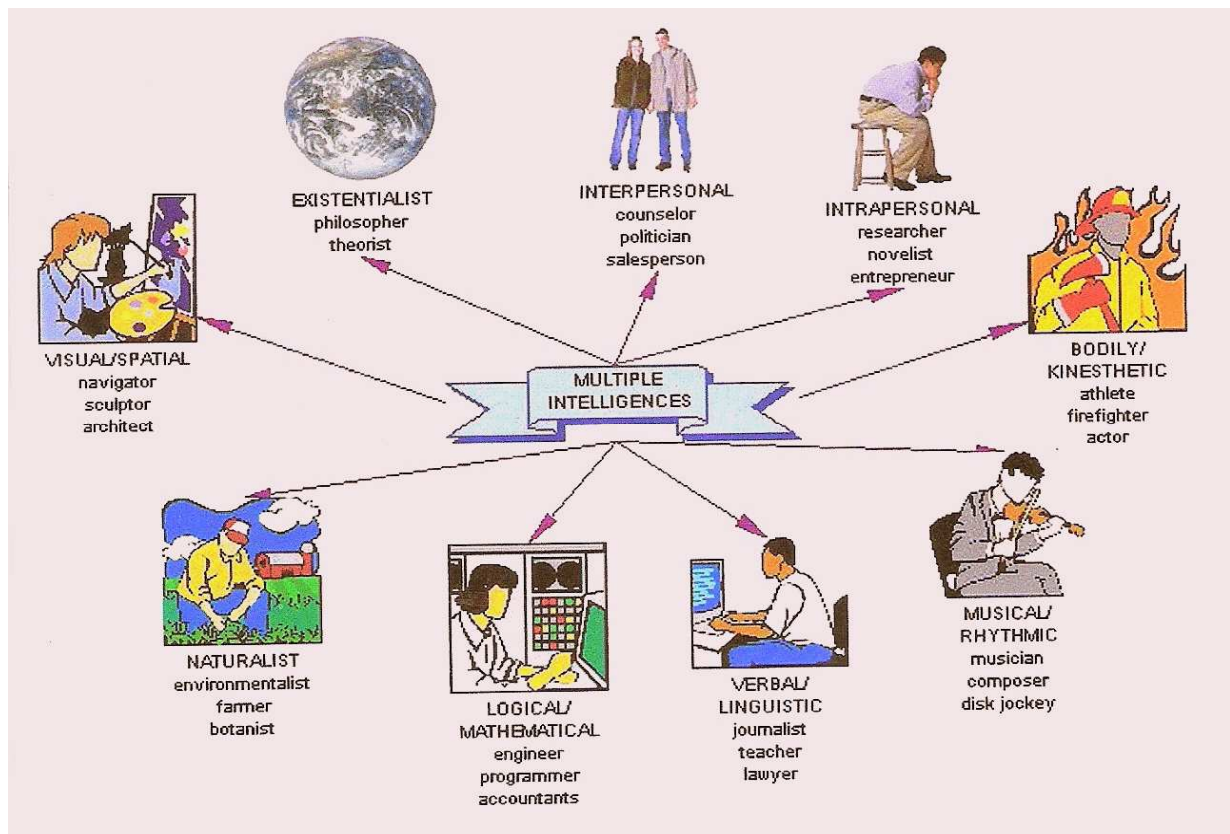 EXISTENTIALIST
philosopher
theorist
INTERPERSONAL
counselor
politician
salesperson
INTRAPERSONAL
researcher
novelist
entrepreneur
VISUAL/SPATIAL
navigator
sculptor
architect
MULTIPLE
INTELLIGENCES
BODILY/
KINESTHETIC
athlete
firefighter
actor
NATURALIST
environmentalist
farmer
botanist
LOGICAL/
MATHEMATICAL
engineer
programmer
accountants
VERBAL/
LINGUISTIC
journalist
teacher
lawyer
MUSICAL/
RHYTHMIC
musician
composer
disk jockey